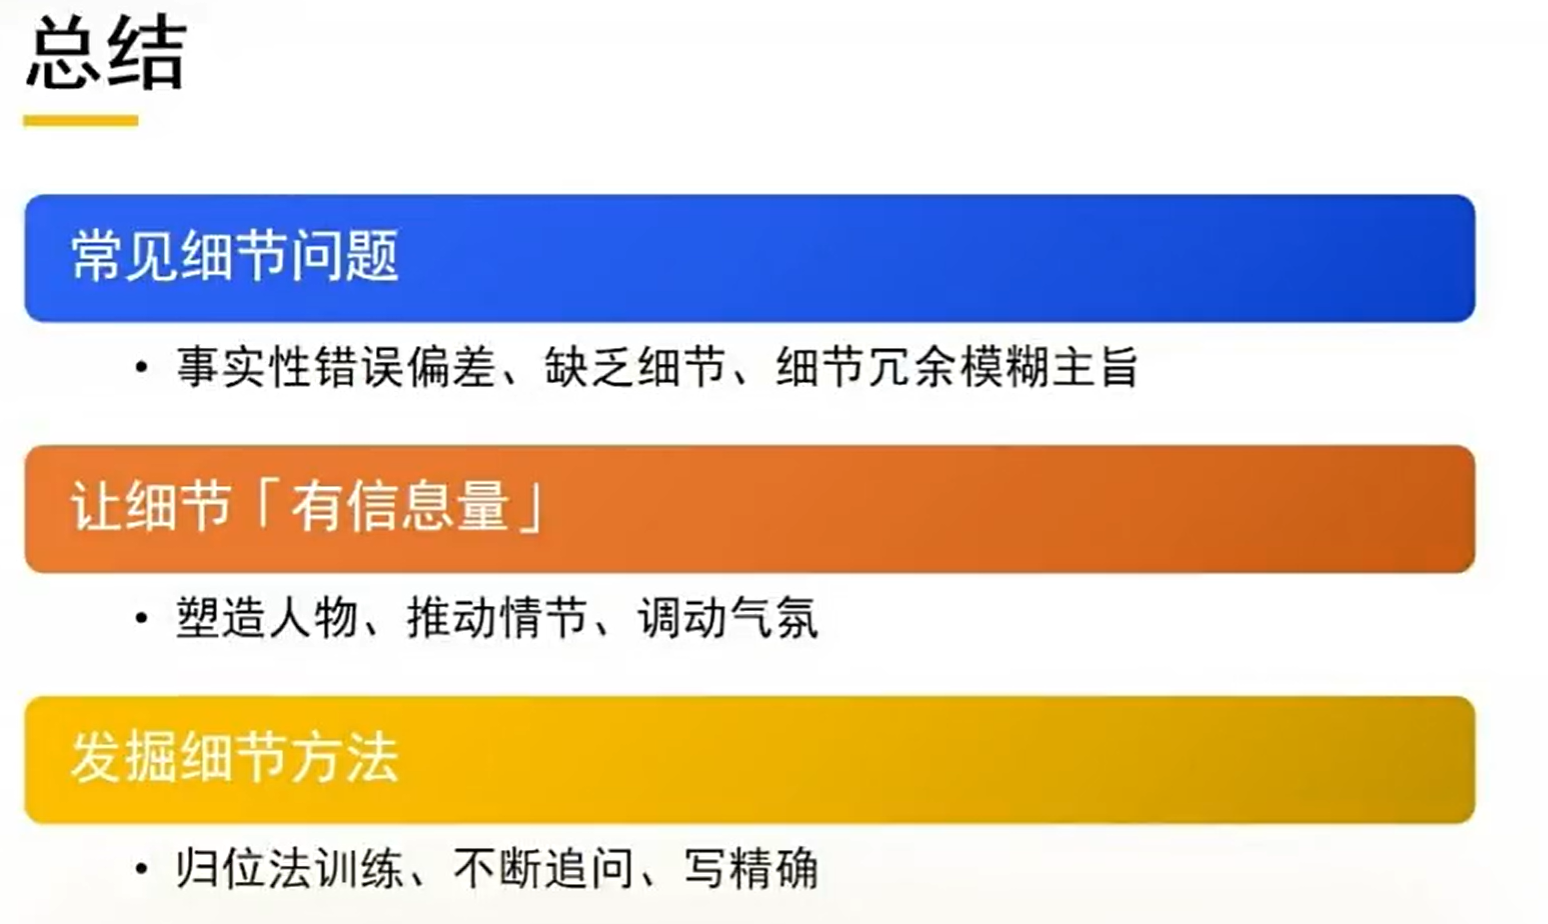 总结
常见细节问题
• 事实性错误偏差、缺乏细节、细节冗余模糊主旨
让细节「有信息量」
• 塑造人物、推动情节、调动气氛
发掘细节方法
• 归位法训练、不断追问、写精确